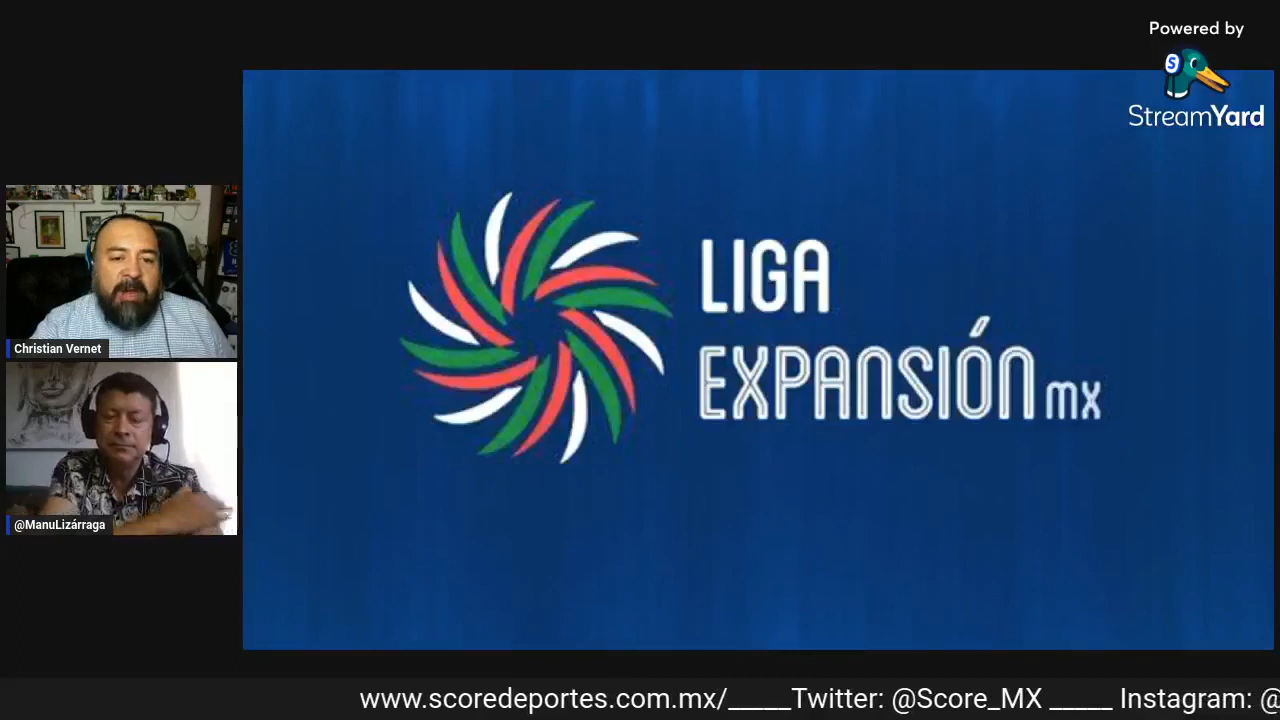 Powered by
S
StreamYard
LIGA
EXPANSIÓN mx
Christian Vernet
@ManuLizárraga
www.scoredeportes.com.mx/_____Twitter: @Score_MX _____ Instagram: @